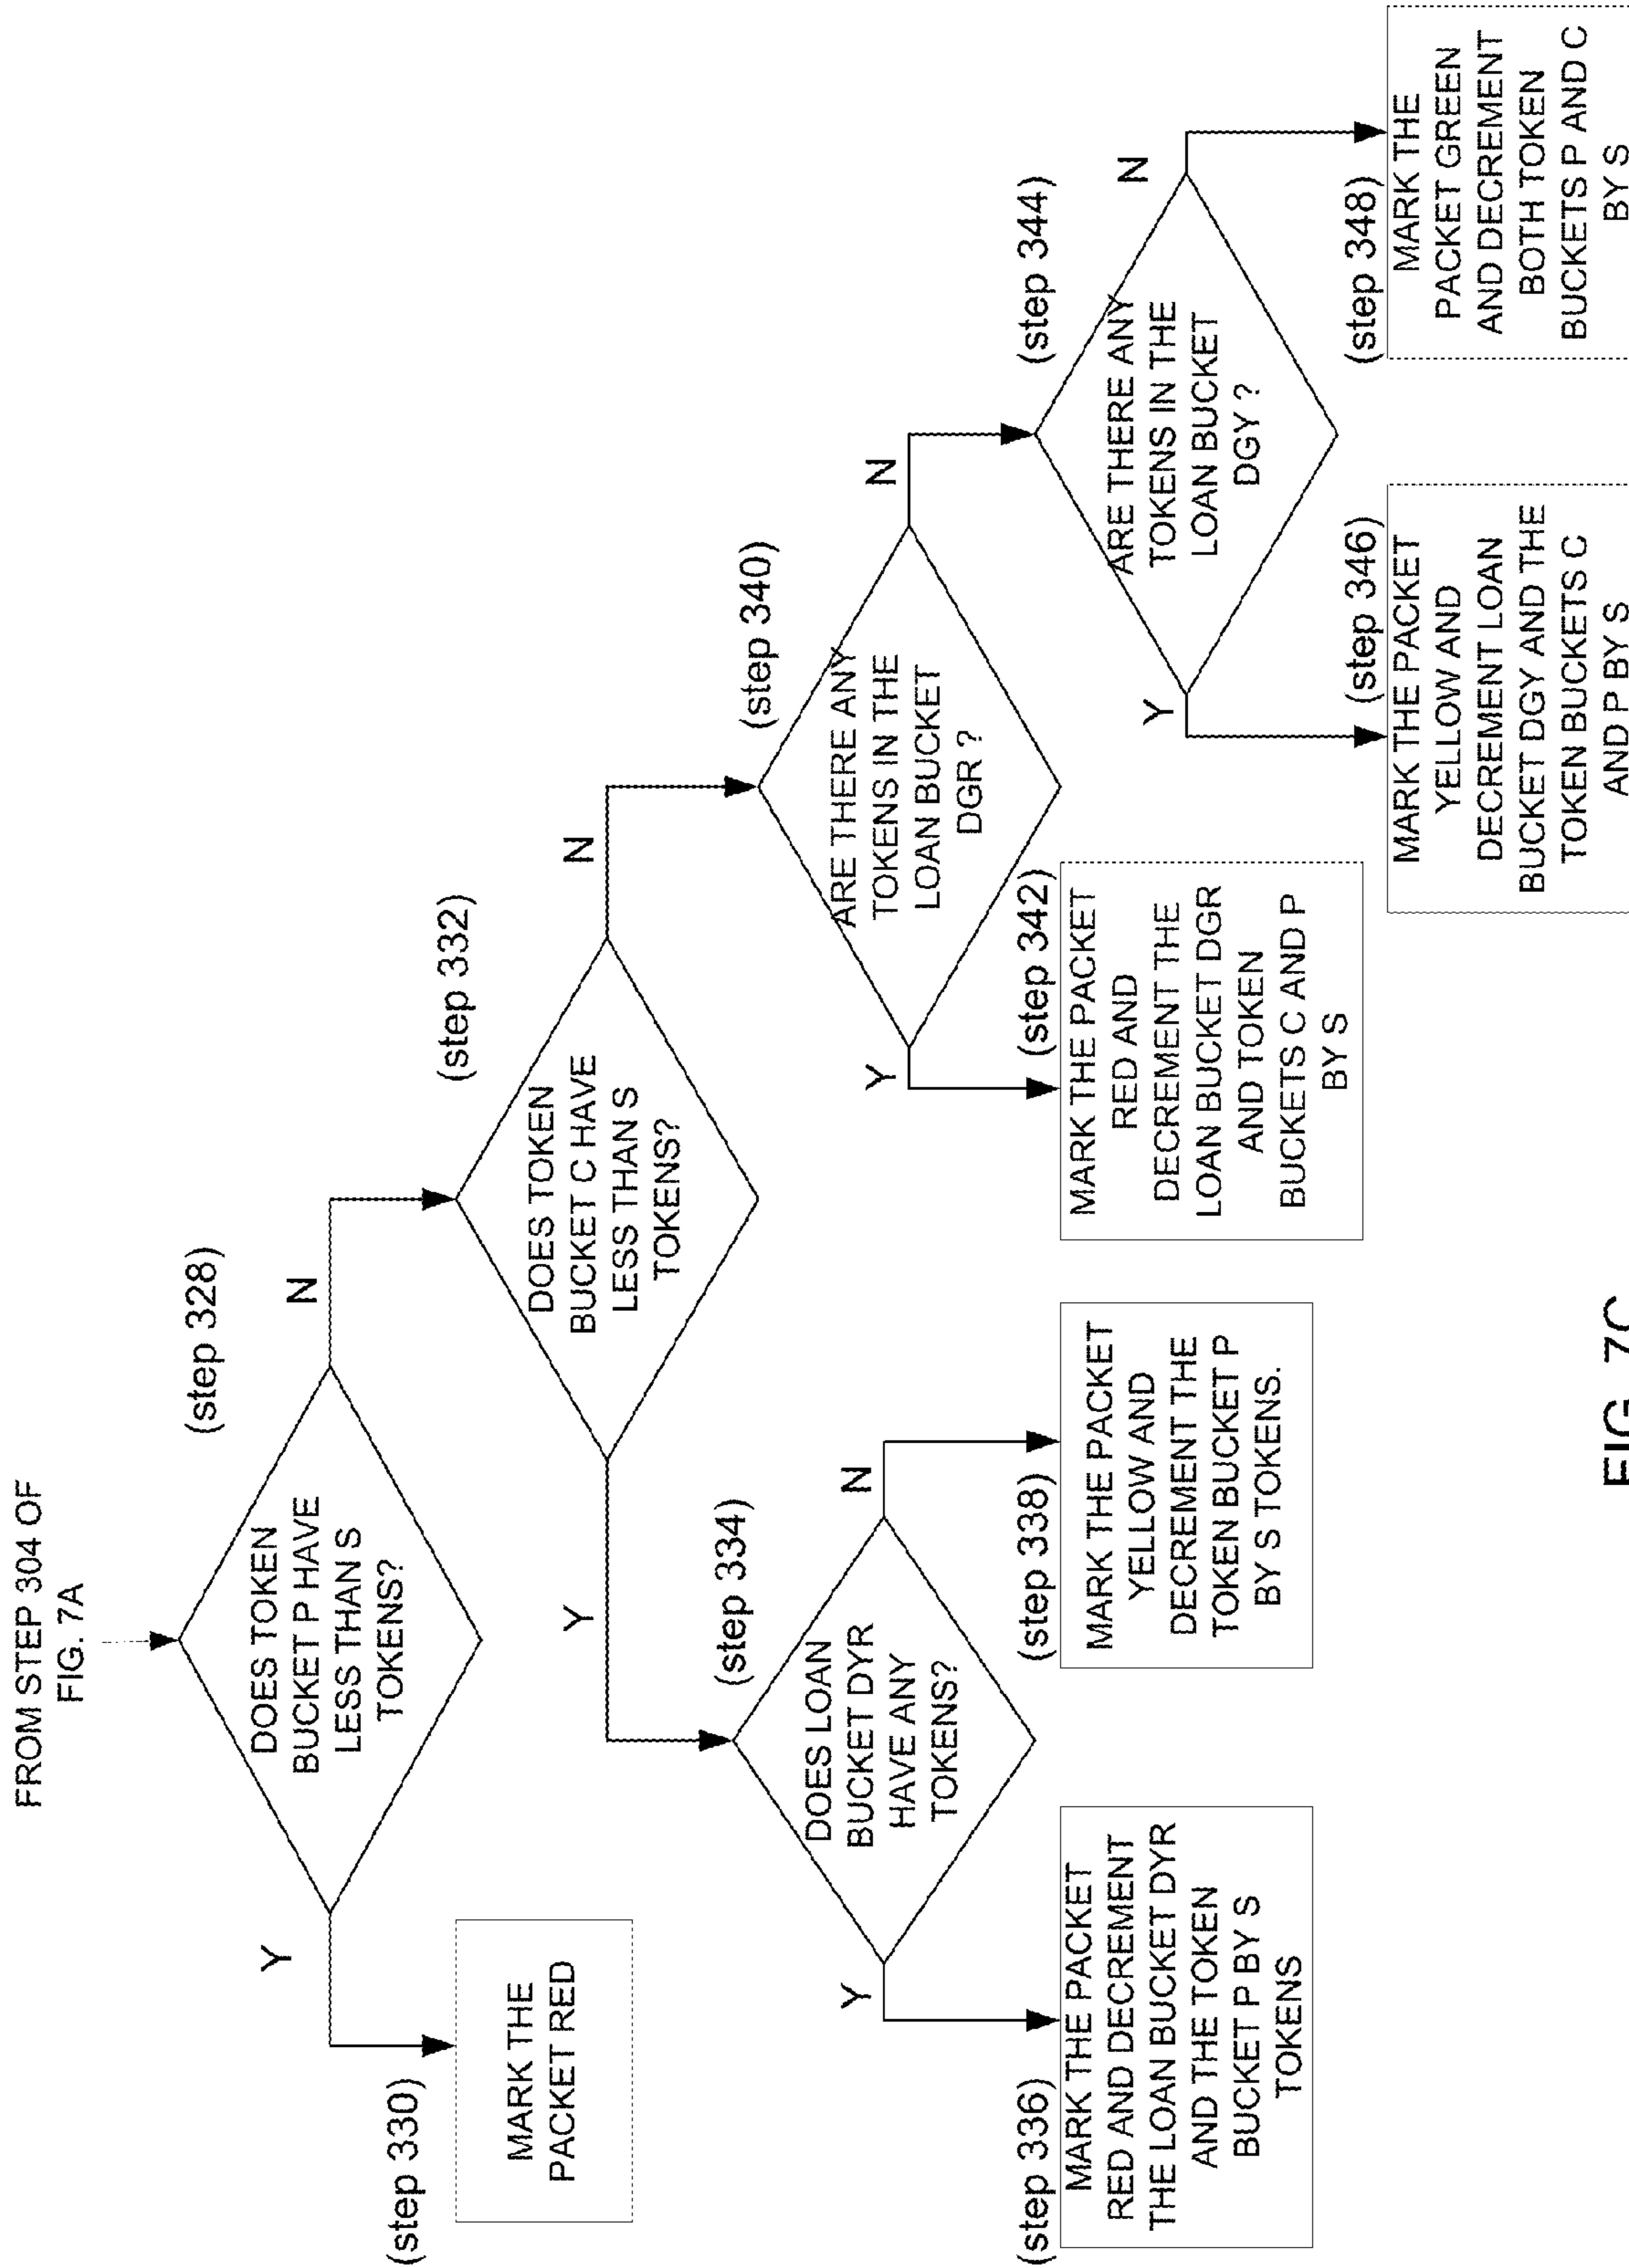 FROM STEP 304 OF
FIG. 7A
(step 328)
DOES TOKEN
BUCKET P HAVE
LESS THAN S
TOKENS?
Y
N
(step 330)
MARK THE
PACKET RED
(step 332)
DOES TOKEN
BUCKET C HAVE
LESS THAN S
TOKENS?
Y
N
(step 334)
DOES LOAN
BUCKET DYR
HAVE ANY
TOKENS?
Y
N
(step 336)
MARK THE PACKET
RED AND DECREMENT
THE LOAN BUCKET DYR
AND THE TOKEN
BUCKET P BY S
TOKENS
(step 338)
MARK THE PACKET
YELLOW AND
DECREMENT THE
TOKEN BUCKET P
BY S TOKENS.
(step 340)
ARE THERE ANY
TOKENS IN THE
LOAN BUCKET
DGR ?
Y
N
(step 342)
MARK THE PACKET
RED AND
DECREMENT THE
LOAN BUCKET DGR
AND TOKEN
BUCKETS C AND P
BY S
(step 344)
ARE THERE ANY
TOKENS IN THE
LOAN BUCKET
DGY ?
Y
N
(step 346)
MARK THE PACKET
YELLOW AND
DECREMENT LOAN
BUCKET DGY AND THE
TOKEN BUCKETS C
AND P BY S
(step 348)
MARK THE
PACKET GREEN
AND DECREMENT
BOTH TOKEN
BUCKETS P AND C
BY S
FIG. 7C